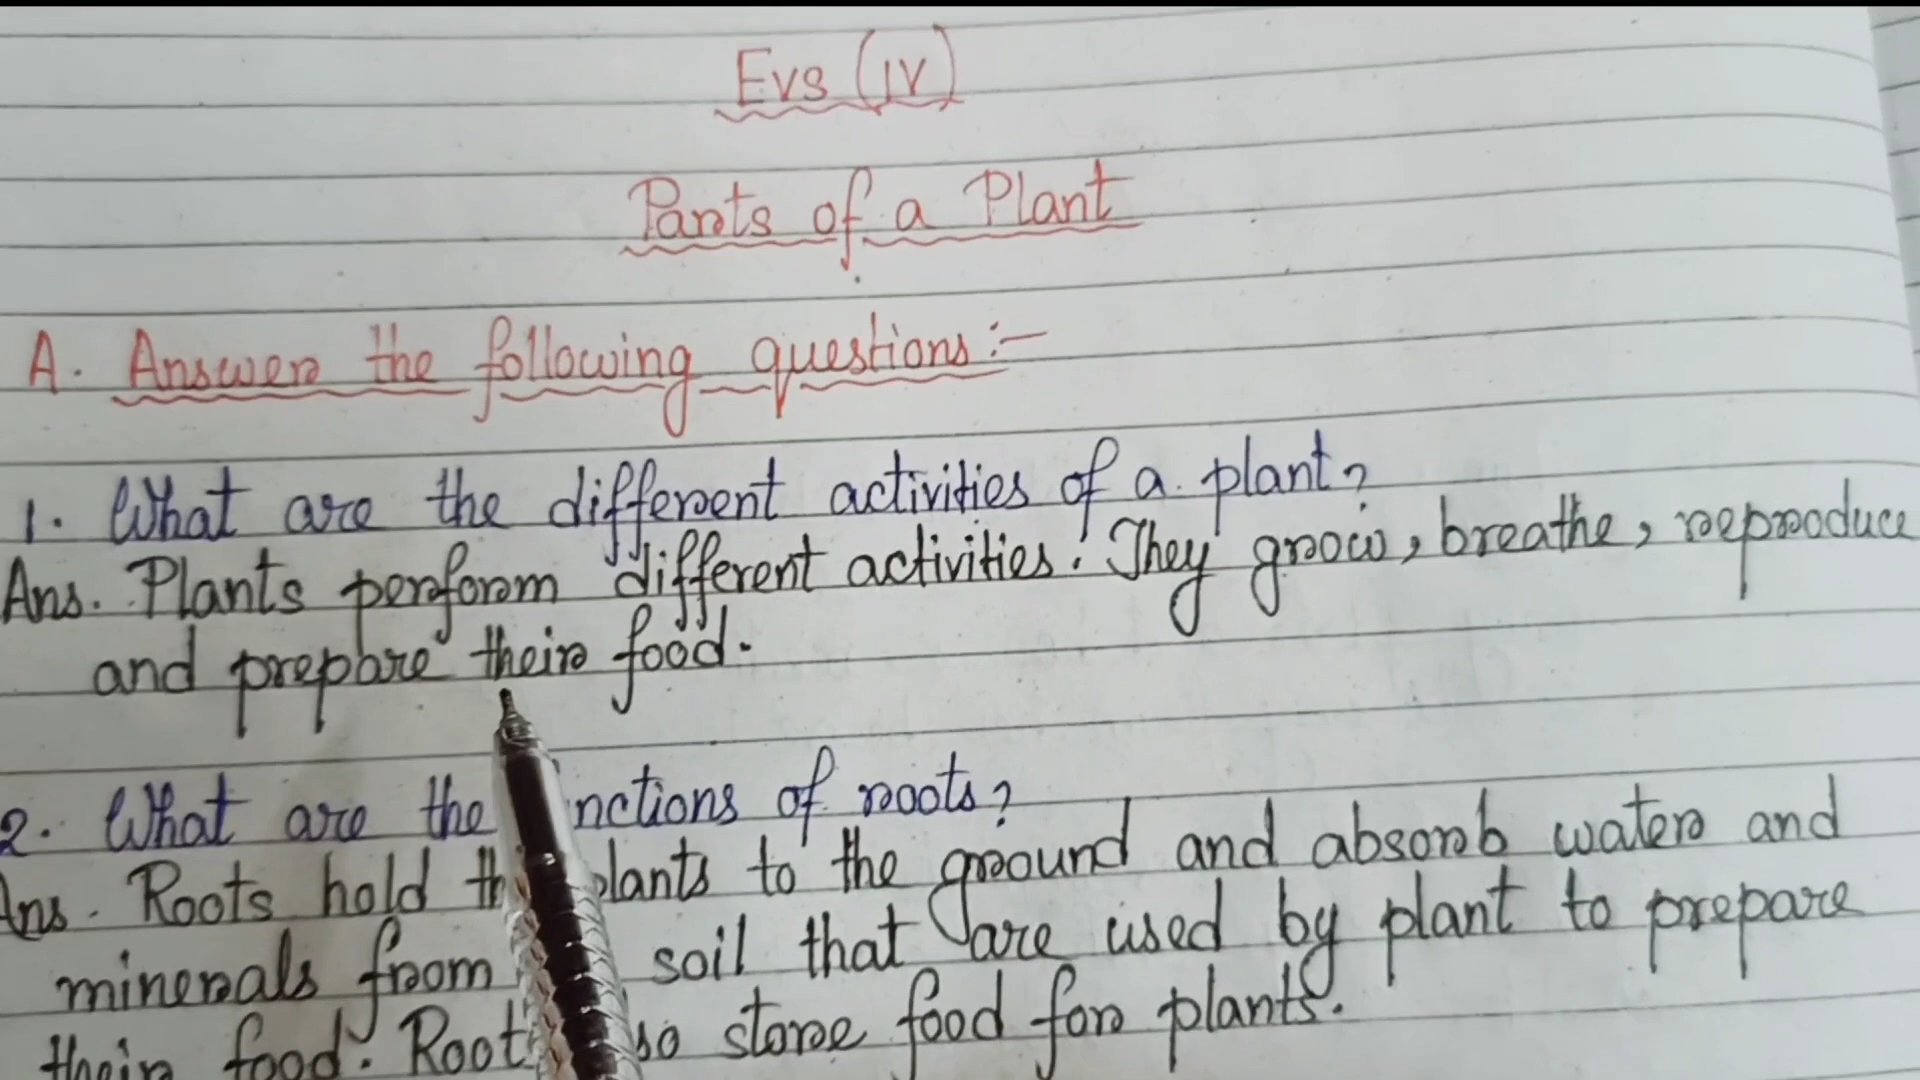 Evs (IV)
Parts of a Plant
A. Answer the following questions:-
1. What are the different activities of a plant?
Ans. Plants perform different activities. They grow, breathe, reproduce
and prepare their food.
2. What are the nctions of roots?
Ans. Roots hold th plants to the ground and absorb water and
minerals from soil that are used by plant to prepare
their food. Root so store food for plants.